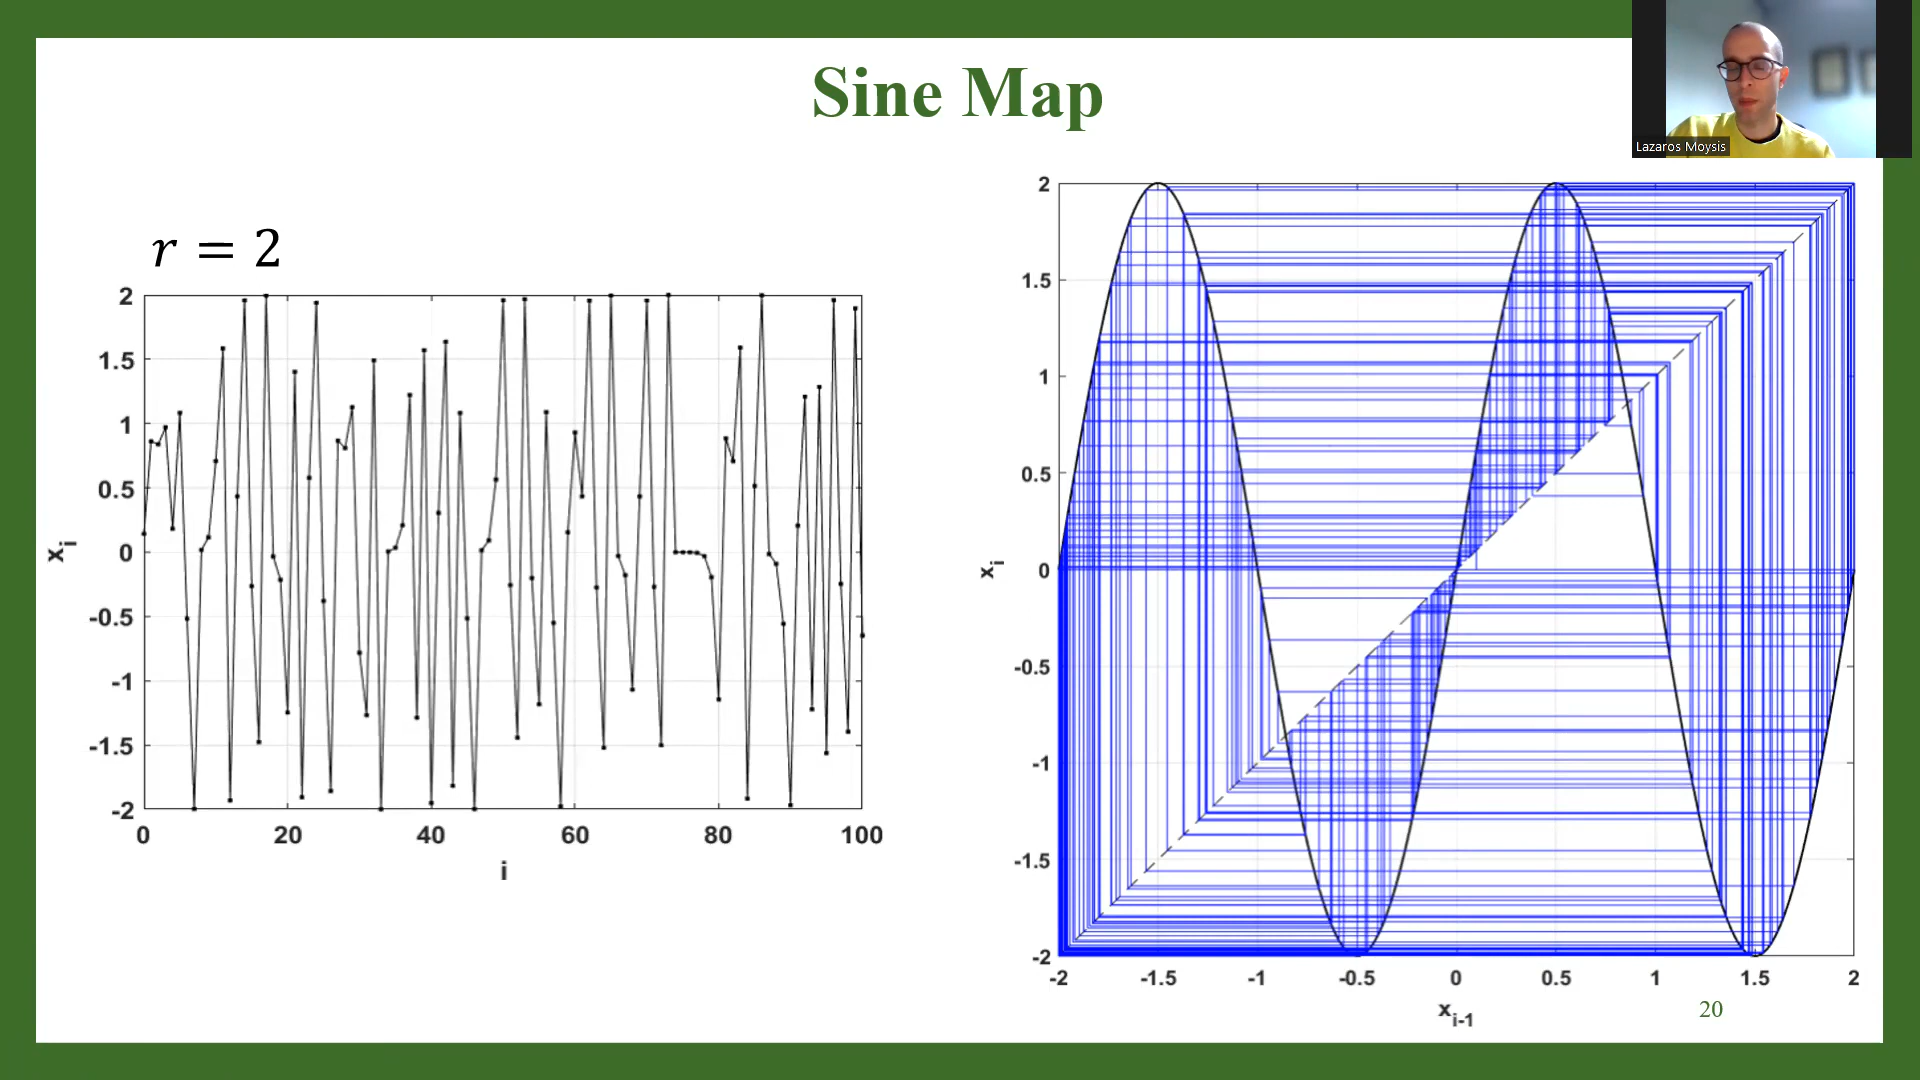 Sine Map
Lazaros Moysis
r = 2
2
1.5
1
0.5
0
-0.5
-1
-1.5
-2
0 20 40 60 80 100
x_i
i
2
1.5
1
0.5
0
-0.5
-1
-1.5
-2
-2 -1.5 -1 -0.5 0 0.5 1 1.5 2
x_i
x_{i-1}
20